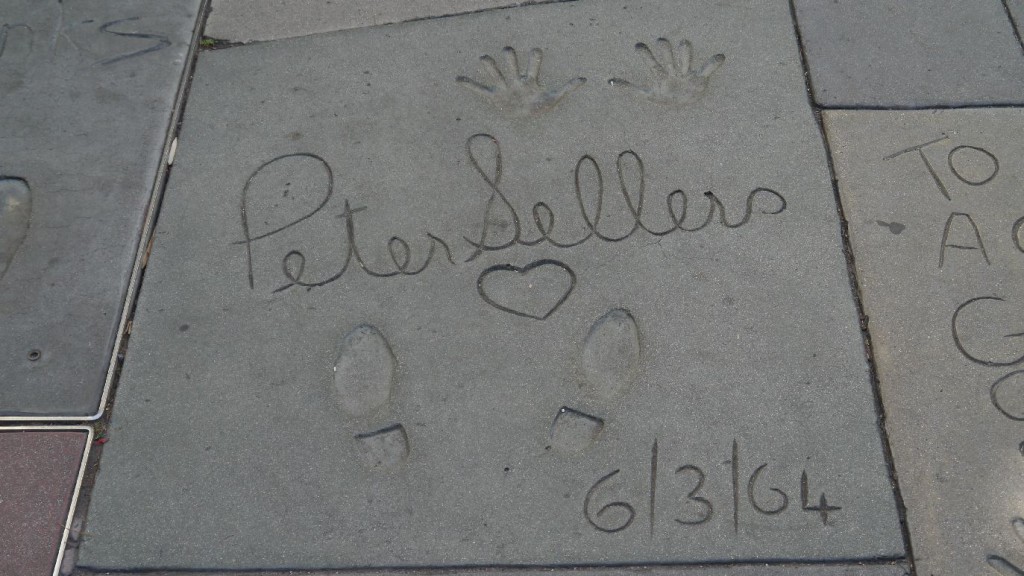 Peter Sellers
6/3/64
TO
A